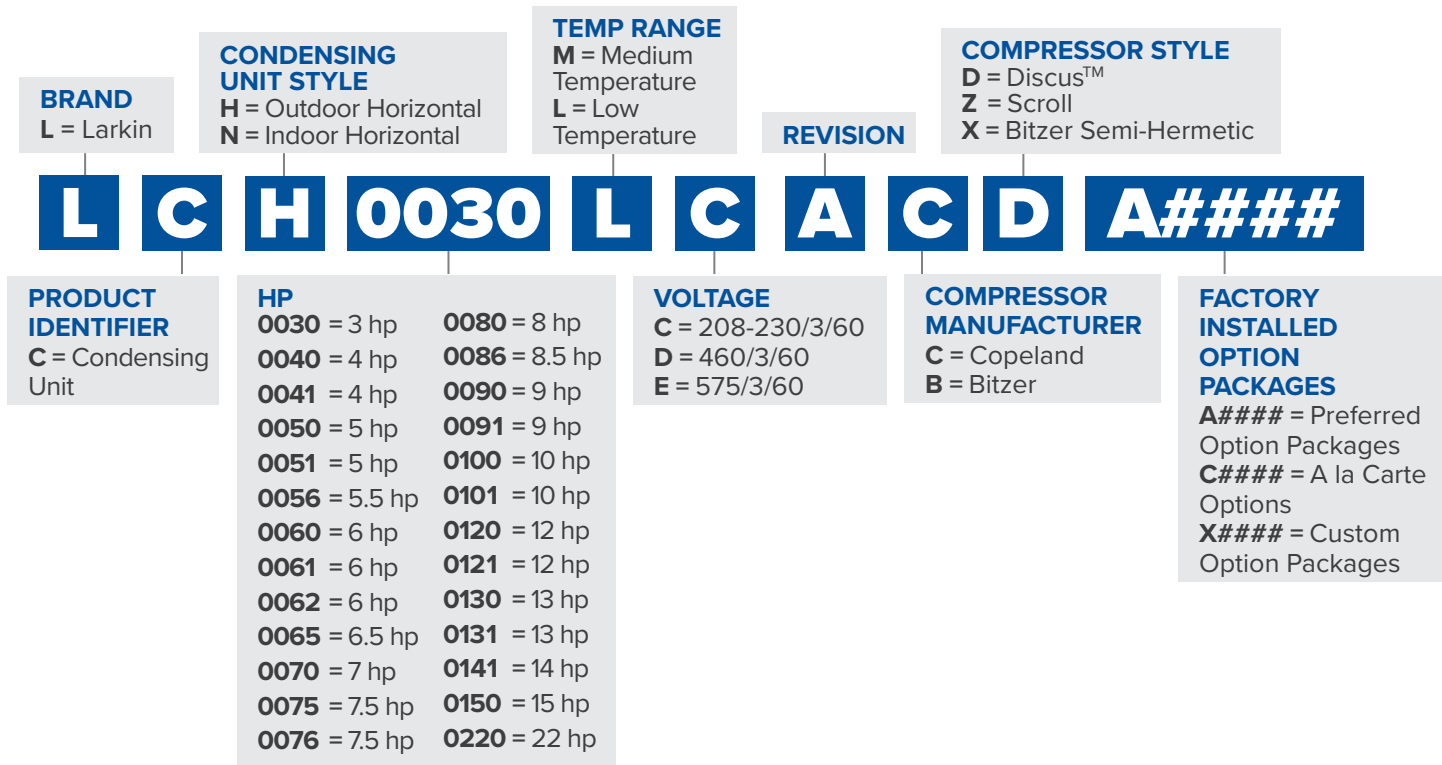 BRAND
L = Larkin
CONDENSING
UNIT STYLE
H = Outdoor Horizontal
N = Indoor Horizontal
TEMP RANGE
M = Medium
Temperature
L = Low
Temperature
REVISION
COMPRESSOR STYLE
D = Discus™
Z = Scroll
X = Bitzer Semi-Hermetic
L C H 0030 L C A C D A####
PRODUCT
IDENTIFIER
C = Condensing
Unit
HP
0030 = 3 hp
0040 = 4 hp
0041 = 4 hp
0050 = 5 hp
0051 = 5 hp
0056 = 5.5 hp
0060 = 6 hp
0061 = 6 hp
0062 = 6 hp
0065 = 6.5 hp
0070 = 7 hp
0075 = 7.5 hp
0076 = 7.5 hp
0080 = 8 hp
0086 = 8.5 hp
0090 = 9 hp
0091 = 9 hp
0100 = 10 hp
0101 = 10 hp
0120 = 12 hp
0121 = 12 hp
0130 = 13 hp
0131 = 13 hp
0141 = 14 hp
0150 = 15 hp
0220 = 22 hp
VOLTAGE
C = 208-230/3/60
D = 460/3/60
E = 575/3/60
COMPRESSOR
MANUFACTURER
C = Copeland
B = Bitzer
FACTORY
INSTALLED
OPTION
PACKAGES
A#### = Preferred
Option Packages
C#### = A la Carte
Options
X#### = Custom
Option Packages